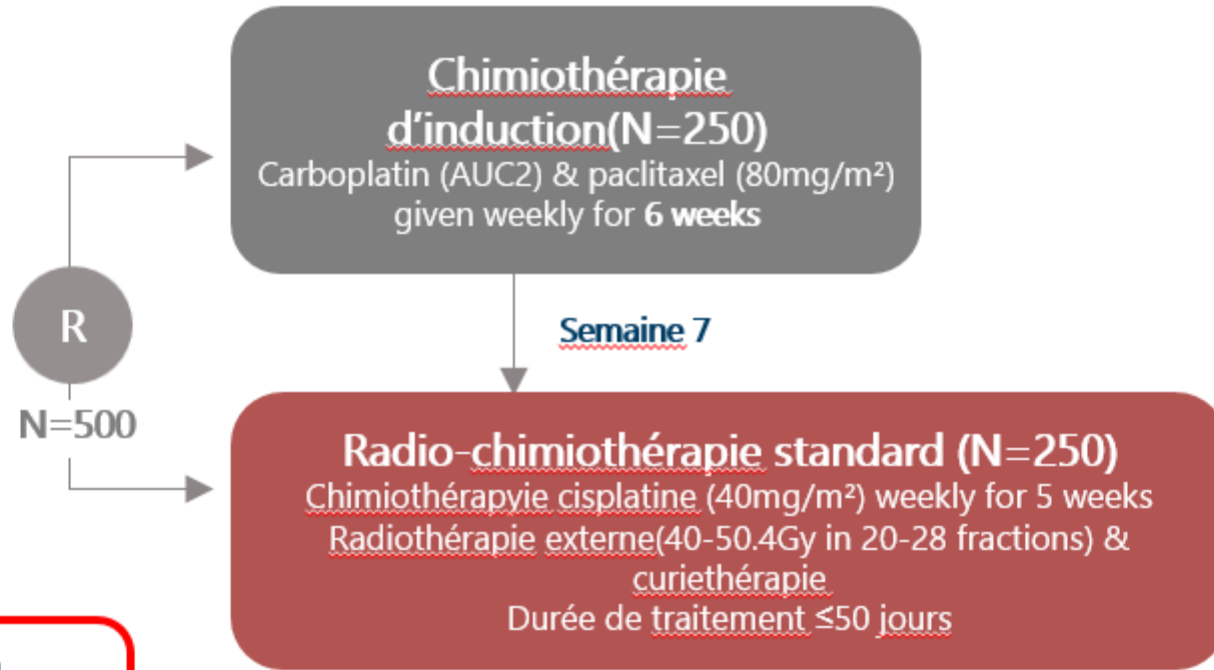 Chimiothérapie
d'induction(N=250)
Carboplatin (AUC2) & paclitaxel (80mg/m²)
given weekly for 6 weeks
R
Semaine 7
N=500
Radio-chimiothérapie standard (N=250)
Chimiothérapyie cisplatine (40mg/m²) weekly for 5 weeks
Radiothérapie externe(40-50.4Gy in 20-28 fractions) &
curiethérapie
Durée de traitement ≤50 jours